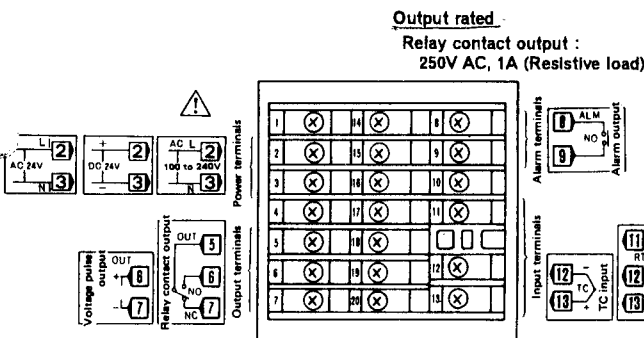 Output rated
Relay contact output :
250V AC, 1A (Resistive load)
L
AC 24V
N
2
3
+
DC 24V
-
2
3
AC L
100 to 240V
N
2
3
Power terminals
Voltage pulse output
OUT
+
-
6
7
Relay contact output
OUT
NO
NC
5
6
7
Output terminals
1
14
8
2
15
9
3
16
10
4
17
11
5
18
6
19
12
7
20
13
Alarm terminals
8
ALM
NO
9
Alarm output
Input terminals
12
-
TC
13
+
TC input
11
12
13